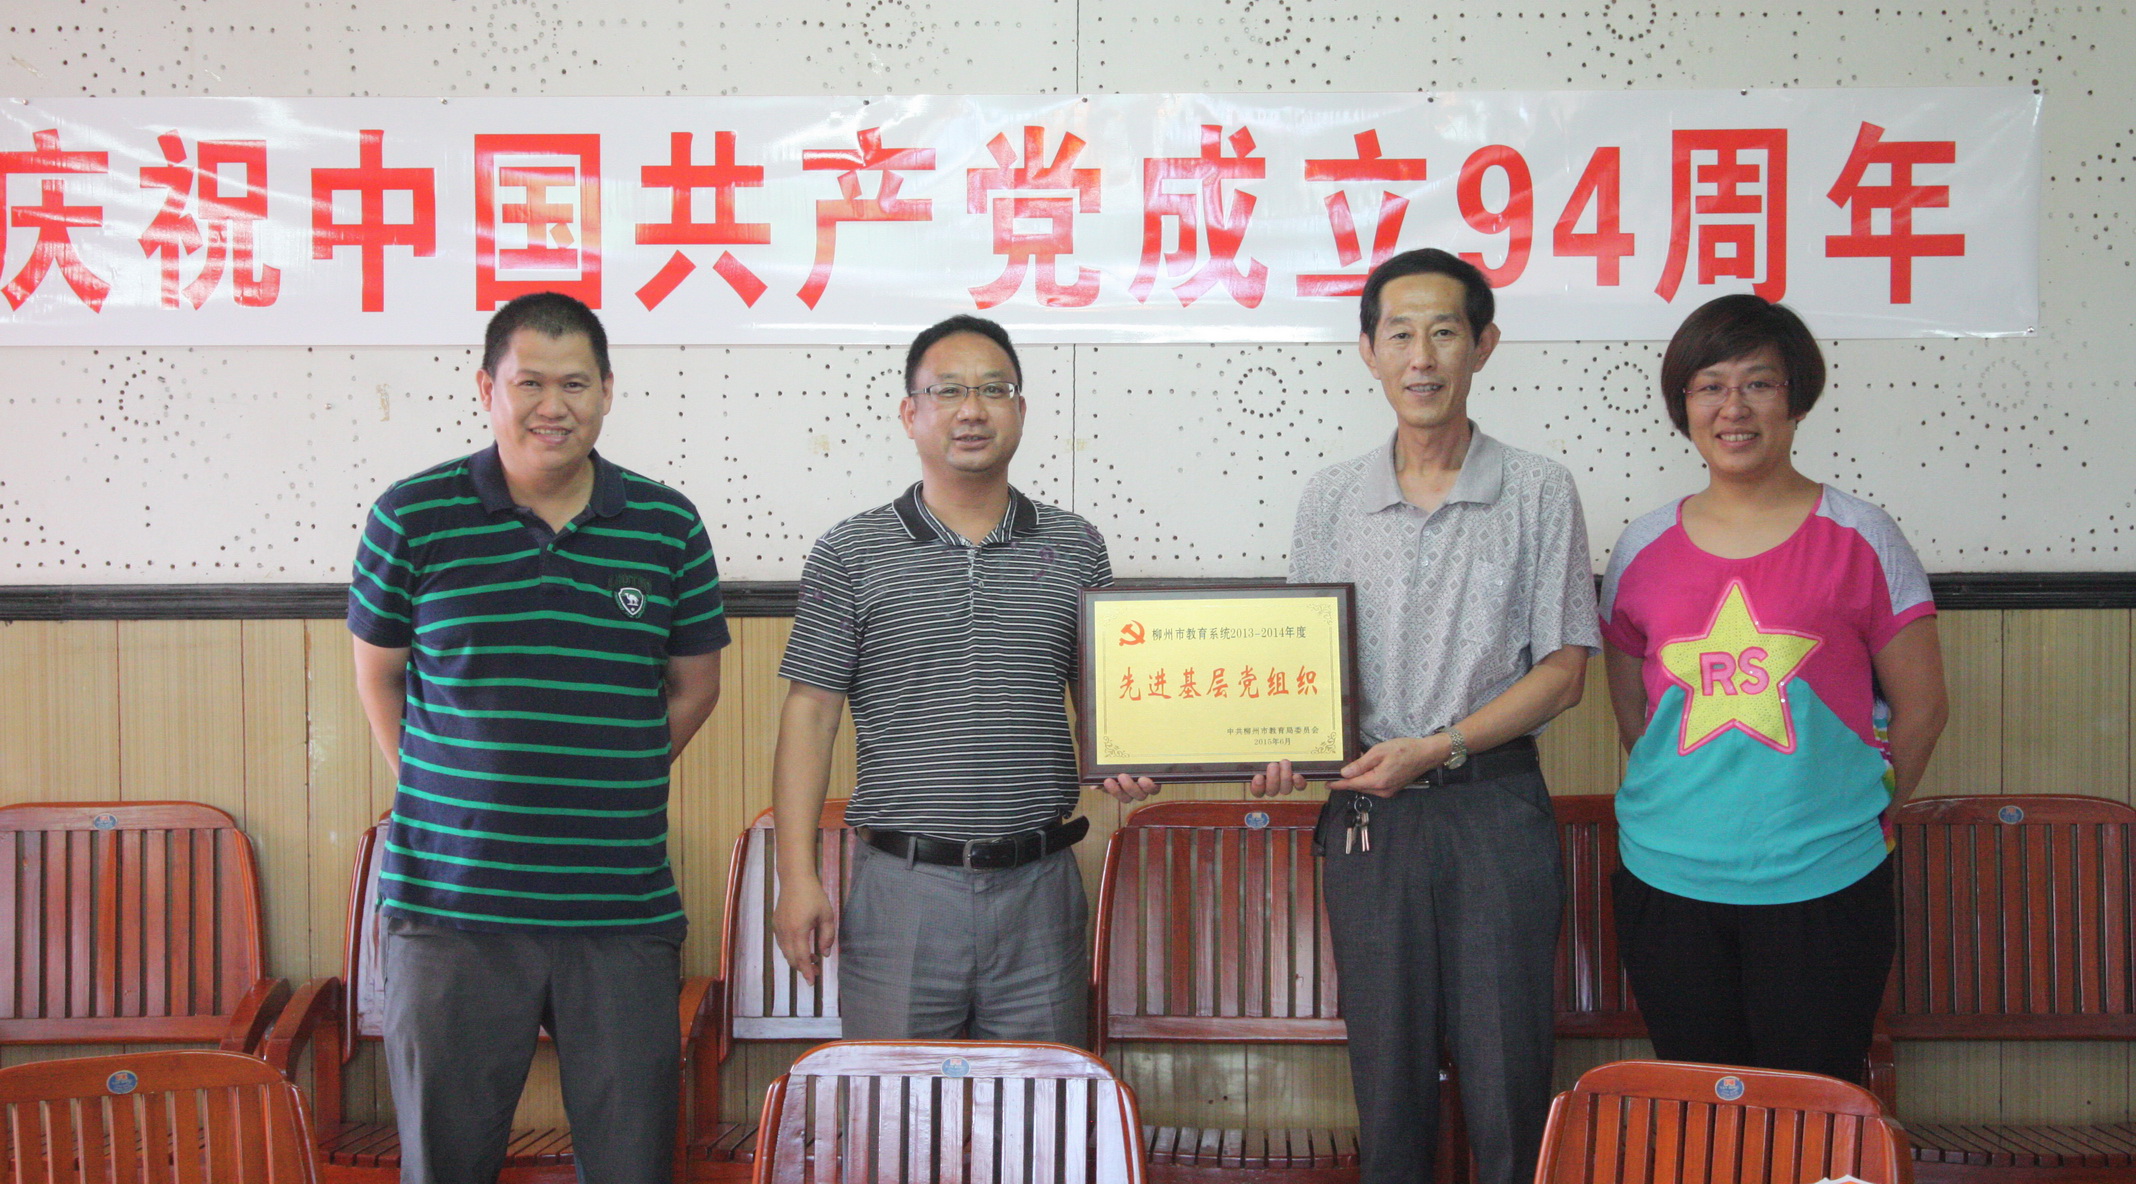 庆祝中国共产党成立94周年
柳州市教育系统2013-2014年度
先进基层党组织
中共柳州市教育局委员会
2015年6月
RS